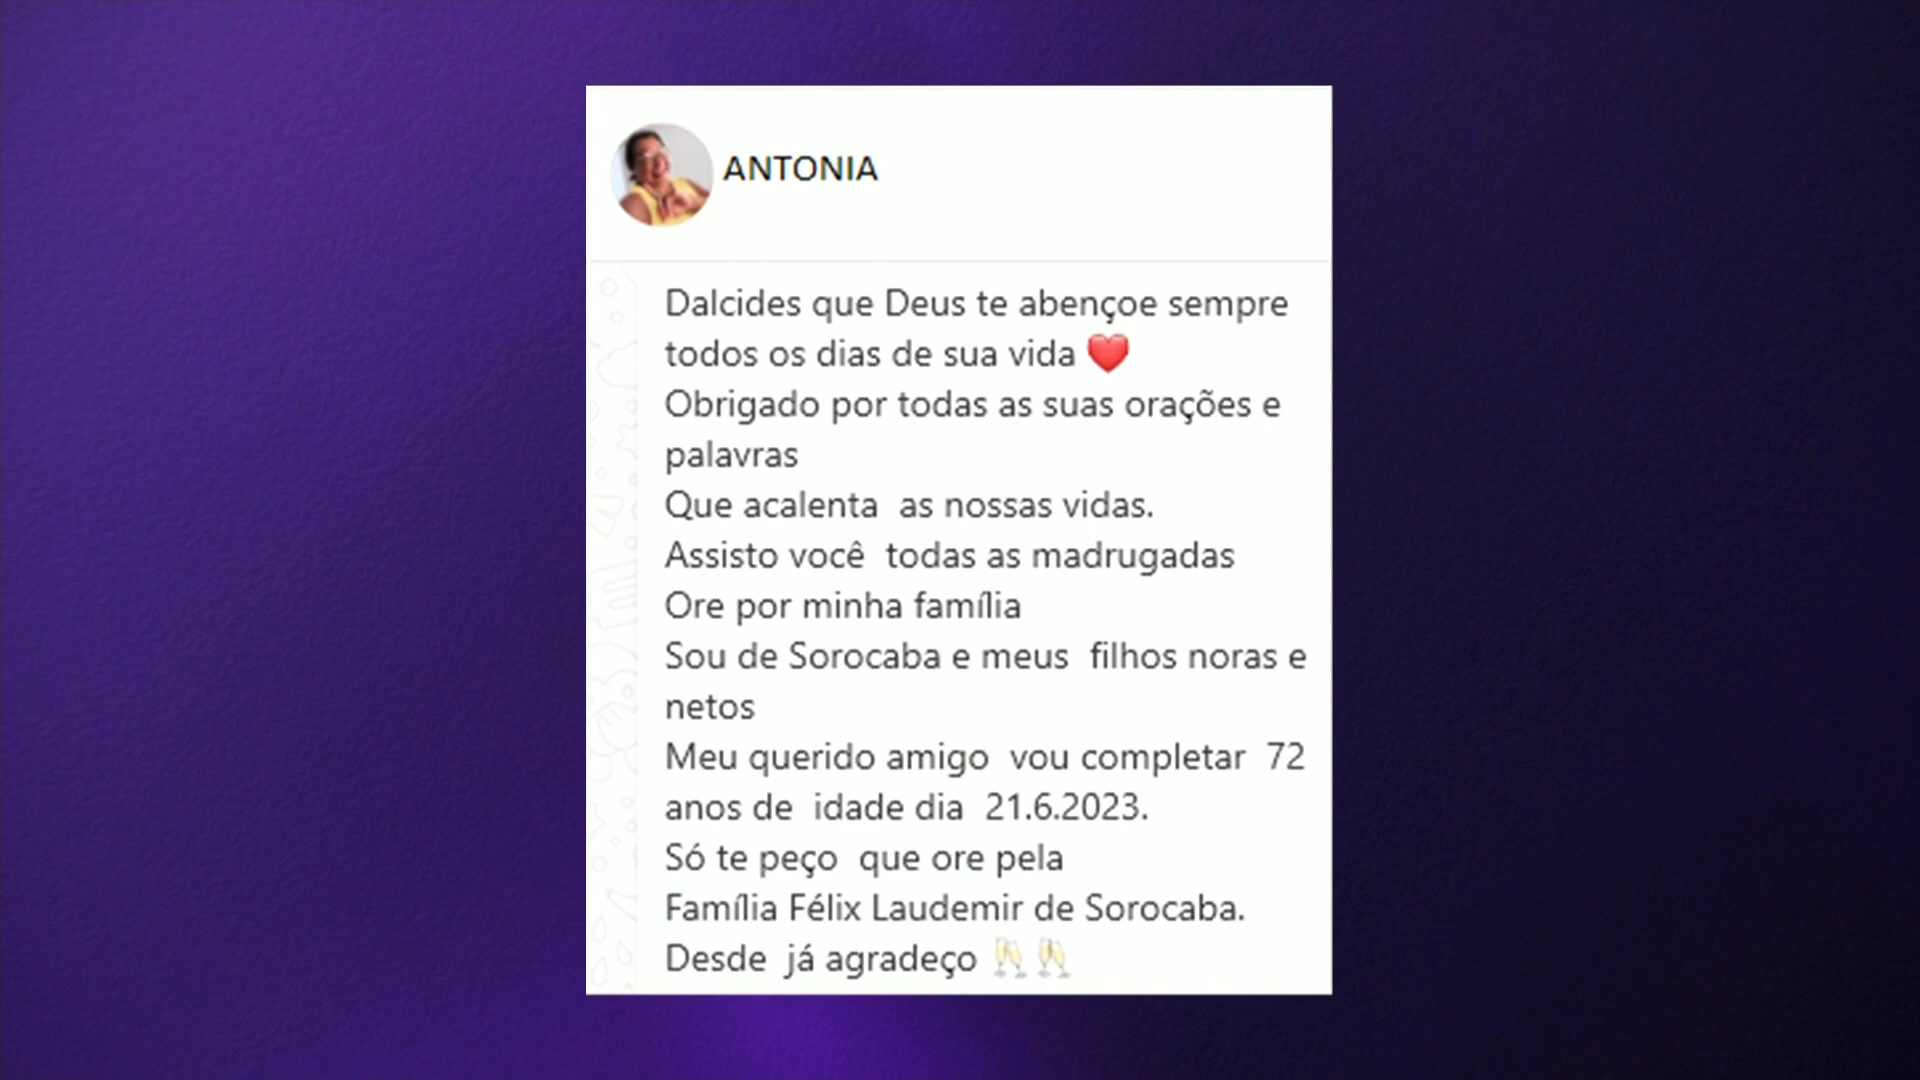 ANTONIA
Dalcides que Deus te abençoe sempre
todos os dias de sua vida ❤️
Obrigado por todas as suas orações e
palavras
Que acalenta  as nossas vidas.
Assisto você  todas as madrugadas
Ore por minha família
Sou de Sorocaba e meus  filhos noras e
netos
Meu querido amigo  vou completar  72
anos de  idade dia  21.6.2023.
Só te peço  que ore pela
Família Félix Laudemir de Sorocaba.
Desde  já agradeço 🥂🥂